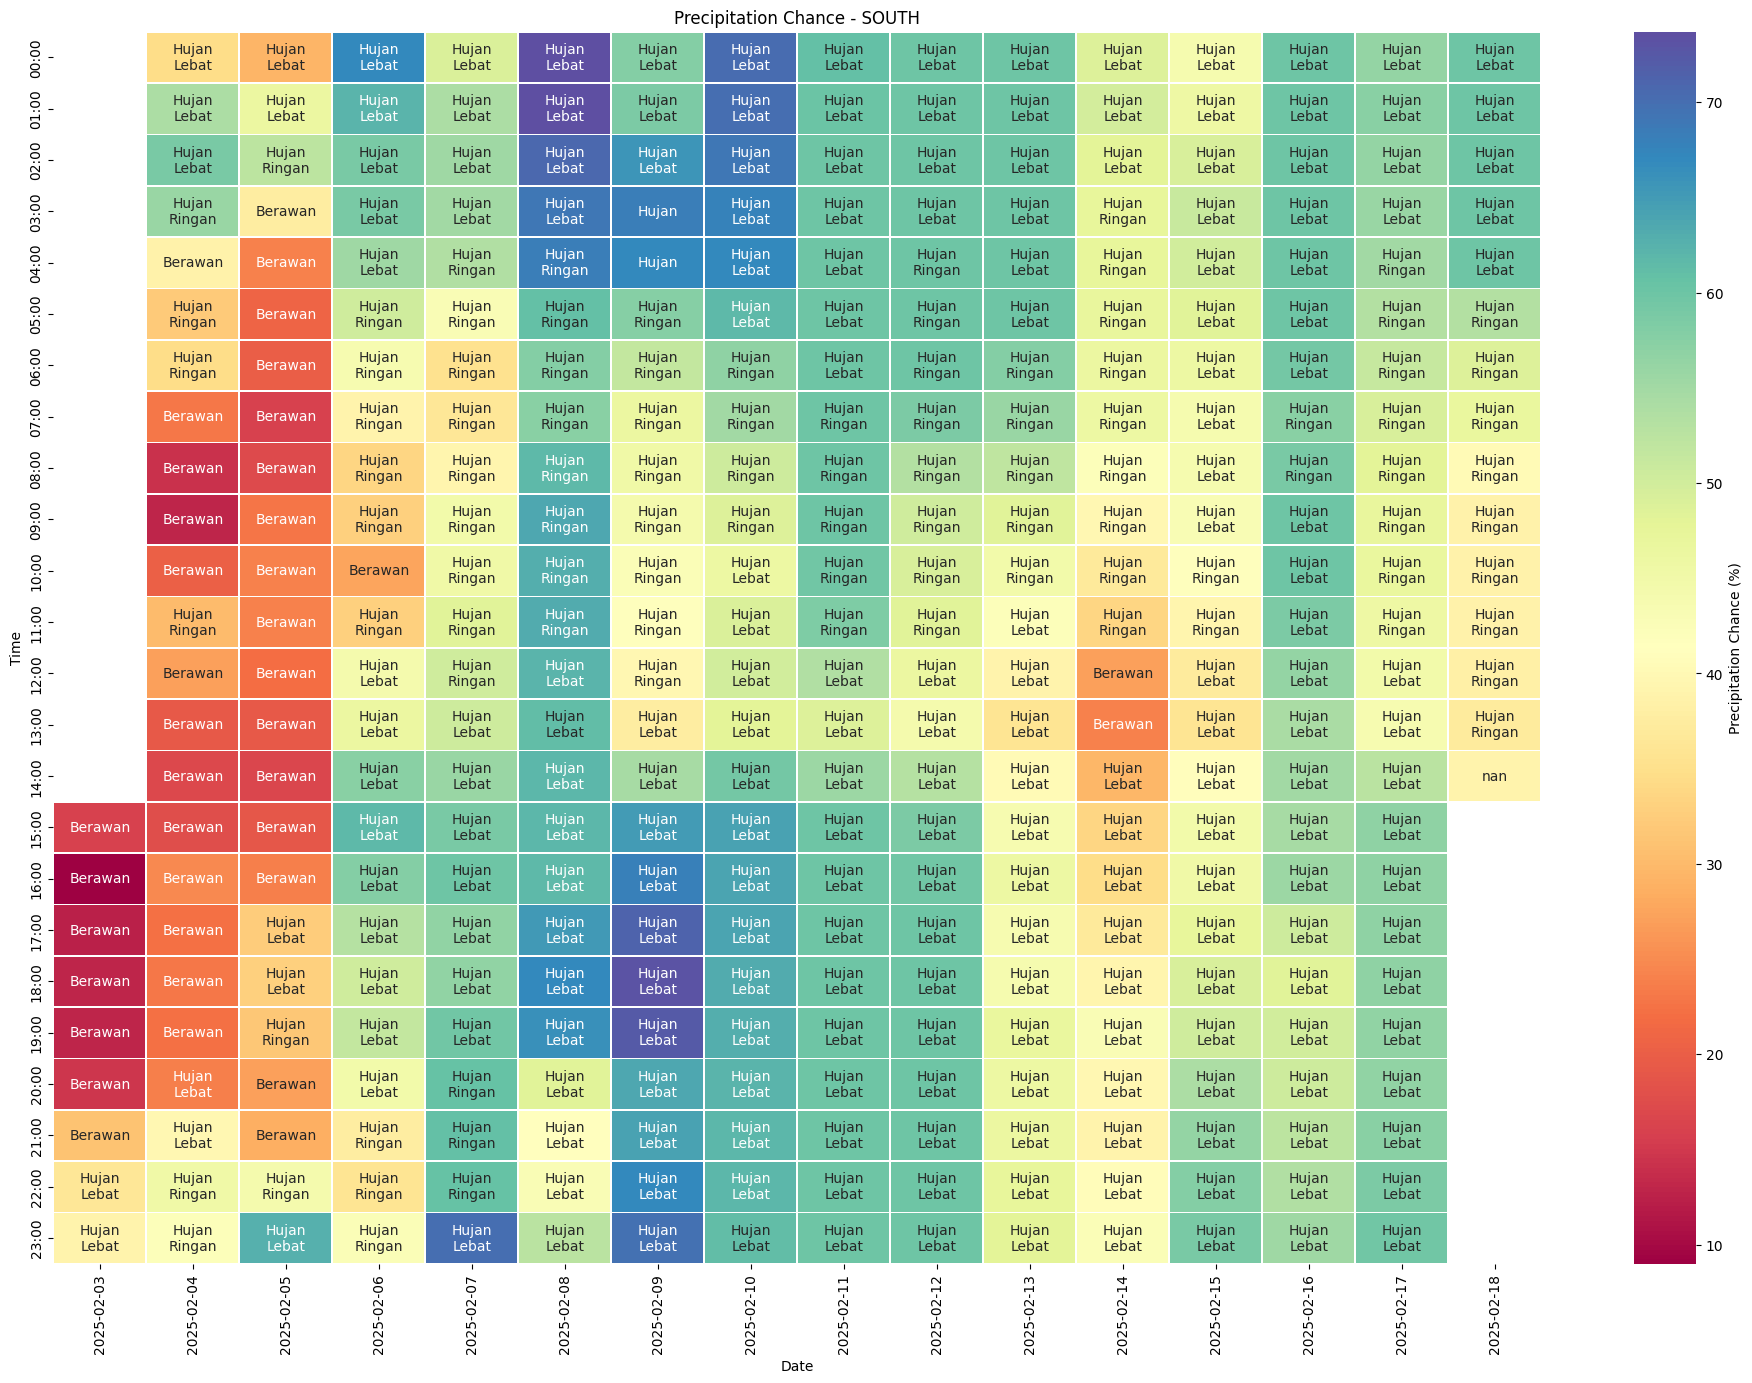 Precipitation Chance - SOUTH
00:00 Hujan Lebat Hujan Lebat Hujan Lebat Hujan Lebat Hujan Lebat Hujan Lebat Hujan Lebat Hujan Lebat Hujan Lebat Hujan Lebat Hujan Lebat Hujan Lebat Hujan Lebat Hujan Lebat Hujan Lebat
01:00 Hujan Lebat Hujan Lebat Hujan Lebat Hujan Lebat Hujan Lebat Hujan Lebat Hujan Lebat Hujan Lebat Hujan Lebat Hujan Lebat Hujan Lebat Hujan Lebat Hujan Lebat Hujan Lebat Hujan Lebat
02:00 Hujan Lebat Hujan Ringan Hujan Lebat Hujan Lebat Hujan Lebat Hujan Lebat Hujan Lebat Hujan Lebat Hujan Lebat Hujan Lebat Hujan Lebat Hujan Lebat Hujan Lebat Hujan Lebat Hujan Lebat
03:00 Hujan Ringan Berawan Hujan Lebat Hujan Lebat Hujan Lebat Hujan Hujan Lebat Hujan Lebat Hujan Lebat Hujan Lebat Hujan Ringan Hujan Lebat Hujan Lebat Hujan Lebat Hujan Lebat
04:00 Berawan Berawan Hujan Lebat Hujan Ringan Hujan Ringan Hujan Hujan Lebat Hujan Lebat Hujan Ringan Hujan Lebat Hujan Ringan Hujan Lebat Hujan Lebat Hujan Ringan Hujan Lebat
05:00 Hujan Ringan Berawan Hujan Ringan Hujan Ringan Hujan Ringan Hujan Ringan Hujan Lebat Hujan Lebat Hujan Ringan Hujan Lebat Hujan Ringan Hujan Lebat Hujan Lebat Hujan Ringan Hujan Ringan
06:00 Hujan Ringan Berawan Hujan Ringan Hujan Ringan Hujan Ringan Hujan Ringan Hujan Ringan Hujan Lebat Hujan Ringan Hujan Ringan Hujan Ringan Hujan Lebat Hujan Lebat Hujan Ringan Hujan Ringan
07:00 Berawan Berawan Hujan Ringan Hujan Ringan Hujan Ringan Hujan Ringan Hujan Ringan Hujan Ringan Hujan Ringan Hujan Ringan Hujan Ringan Hujan Lebat Hujan Ringan Hujan Ringan Hujan Ringan
08:00 Berawan Berawan Hujan Ringan Hujan Ringan Hujan Ringan Hujan Ringan Hujan Ringan Hujan Ringan Hujan Ringan Hujan Ringan Hujan Ringan Hujan Lebat Hujan Ringan Hujan Ringan Hujan Ringan
09:00 Berawan Berawan Hujan Ringan Hujan Ringan Hujan Ringan Hujan Ringan Hujan Ringan Hujan Ringan Hujan Ringan Hujan Ringan Hujan Ringan Hujan Lebat Hujan Lebat Hujan Ringan Hujan Ringan
10:00 Berawan Berawan Berawan Hujan Ringan Hujan Ringan Hujan Ringan Hujan Lebat Hujan Ringan Hujan Ringan Hujan Ringan Hujan Ringan Hujan Ringan Hujan Lebat Hujan Ringan Hujan Ringan
11:00 Hujan Ringan Berawan Hujan Ringan Hujan Ringan Hujan Ringan Hujan Ringan Hujan Lebat Hujan Ringan Hujan Ringan Hujan Lebat Hujan Ringan Hujan Ringan Hujan Lebat Hujan Ringan Hujan Ringan
12:00 Berawan Berawan Hujan Lebat Hujan Ringan Hujan Lebat Hujan Ringan Hujan Lebat Hujan Lebat Hujan Lebat Hujan Lebat Berawan Hujan Lebat Hujan Lebat Hujan Lebat Hujan Ringan
13:00 Berawan Berawan Hujan Lebat Hujan Lebat Hujan Lebat Hujan Lebat Hujan Lebat Hujan Lebat Hujan Lebat Hujan Lebat Berawan Hujan Lebat Hujan Lebat Hujan Lebat Hujan Ringan
14:00 Berawan Berawan Hujan Lebat Hujan Lebat Hujan Lebat Hujan Lebat Hujan Lebat Hujan Lebat Hujan Lebat Hujan Lebat Hujan Lebat Hujan Lebat Hujan Lebat Hujan Lebat nan
15:00 Berawan Berawan Berawan Hujan Lebat Hujan Lebat Hujan Lebat Hujan Lebat Hujan Lebat Hujan Lebat Hujan Lebat Hujan Lebat Hujan Lebat Hujan Lebat Hujan Lebat Hujan Lebat
16:00 Berawan Berawan Berawan Hujan Lebat Hujan Lebat Hujan Lebat Hujan Lebat Hujan Lebat Hujan Lebat Hujan Lebat Hujan Lebat Hujan Lebat Hujan Lebat Hujan Lebat Hujan Lebat
17:00 Berawan Berawan Hujan Lebat Hujan Lebat Hujan Lebat Hujan Lebat Hujan Lebat Hujan Lebat Hujan Lebat Hujan Lebat Hujan Lebat Hujan Lebat Hujan Lebat Hujan Lebat Hujan Lebat
18:00 Berawan Berawan Hujan Lebat Hujan Lebat Hujan Lebat Hujan Lebat Hujan Lebat Hujan Lebat Hujan Lebat Hujan Lebat Hujan Lebat Hujan Lebat Hujan Lebat Hujan Lebat Hujan Lebat
19:00 Berawan Berawan Hujan Ringan Hujan Lebat Hujan Lebat Hujan Lebat Hujan Lebat Hujan Lebat Hujan Lebat Hujan Lebat Hujan Lebat Hujan Lebat Hujan Lebat Hujan Lebat Hujan Lebat
20:00 Berawan Hujan Lebat Berawan Hujan Lebat Hujan Ringan Hujan Lebat Hujan Lebat Hujan Lebat Hujan Lebat Hujan Lebat Hujan Lebat Hujan Lebat Hujan Lebat Hujan Lebat Hujan Lebat
21:00 Berawan Hujan Lebat Berawan Hujan Ringan Hujan Ringan Hujan Lebat Hujan Lebat Hujan Lebat Hujan Lebat Hujan Lebat Hujan Lebat Hujan Lebat Hujan Lebat Hujan Lebat Hujan Lebat
22:00 Hujan Lebat Hujan Ringan Hujan Ringan Hujan Ringan Hujan Ringan Hujan Lebat Hujan Lebat Hujan Lebat Hujan Lebat Hujan Lebat Hujan Lebat Hujan Lebat Hujan Lebat Hujan Lebat Hujan Lebat
23:00 Hujan Lebat Hujan Ringan Hujan Lebat Hujan Ringan Hujan Lebat Hujan Lebat Hujan Lebat Hujan Lebat Hujan Lebat Hujan Lebat Hujan Lebat Hujan Lebat Hujan Lebat Hujan Lebat Hujan Lebat
Time
2025-02-03 2025-02-04 2025-02-05 2025-02-06 2025-02-07 2025-02-08 2025-02-09 2025-02-10 2025-02-11 2025-02-12 2025-02-13 2025-02-14 2025-02-15 2025-02-16 2025-02-17 2025-02-18
Date
70
60
50
40
30
20
10
Precipitation Chance (%)